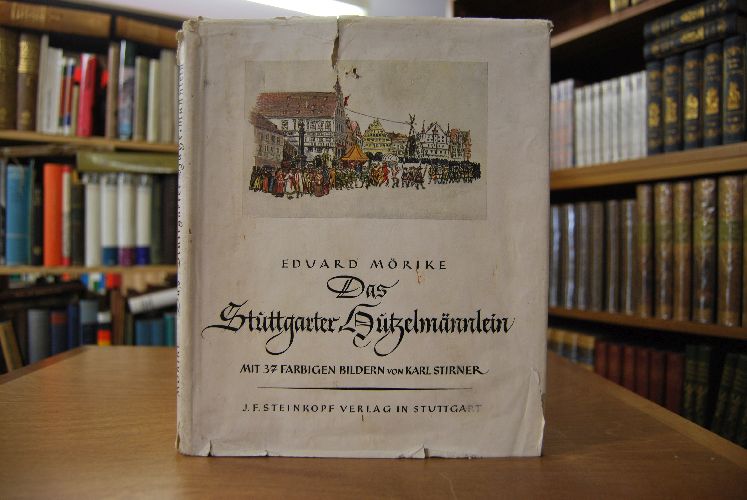 EDUARD MÖRIKE
Das
Stuttgarter Hutzelmännlein
MIT 37 FARBIGEN BILDERN VON KARL STIRNER
J. F. STEINKOPF VERLAG IN STUTTGART